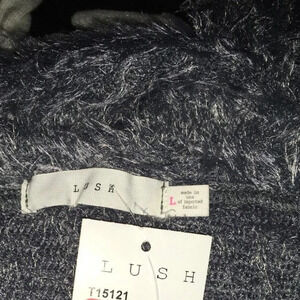 LUSH
L
made in
usa
of imported
fabric
LUSH
T15121